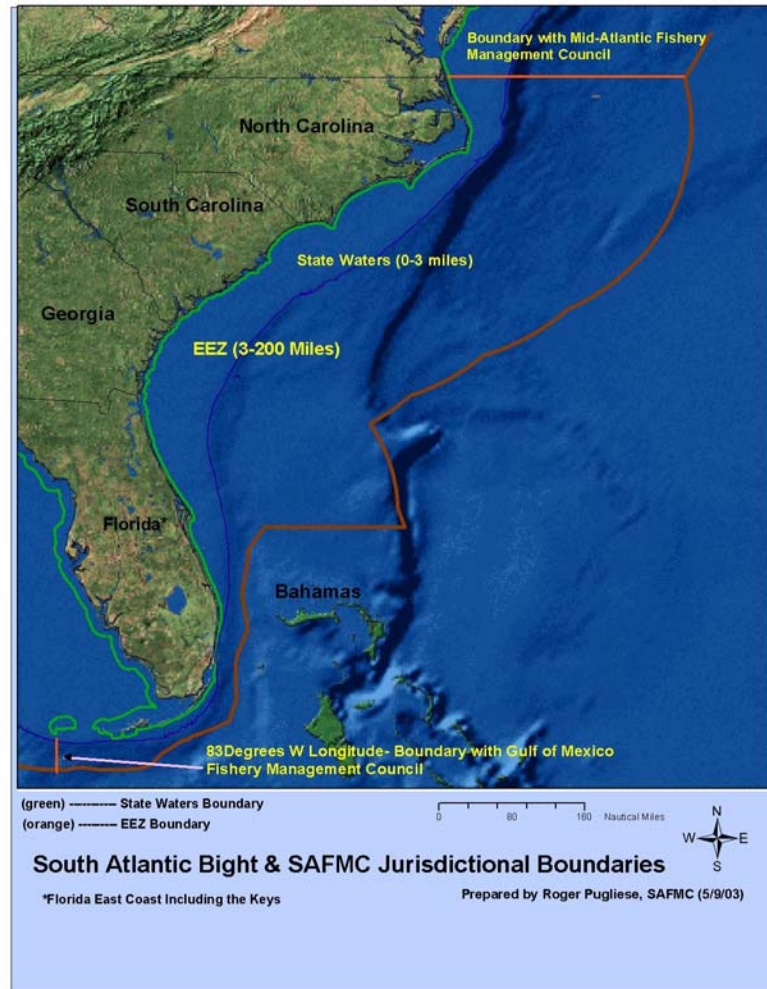 Boundary with Mid-Atlantic Fishery
Management Council
North Carolina
South Carolina
State Waters (0-3 miles)
Georgia
EEZ (3-200 Miles)
Florida*
Bahamas
83Degrees W Longitude- Boundary with Gulf of Mexico
Fishery Management Council
(green) ---------- State Waters Boundary
(orange) -------- EEZ Boundary
0 80 160 Nautical Miles
N
W E
S
South Atlantic Bight & SAFMC Jurisdictional Boundaries
*Florida East Coast Including the Keys
Prepared by Roger Pugliese, SAFMC (5/9/03)